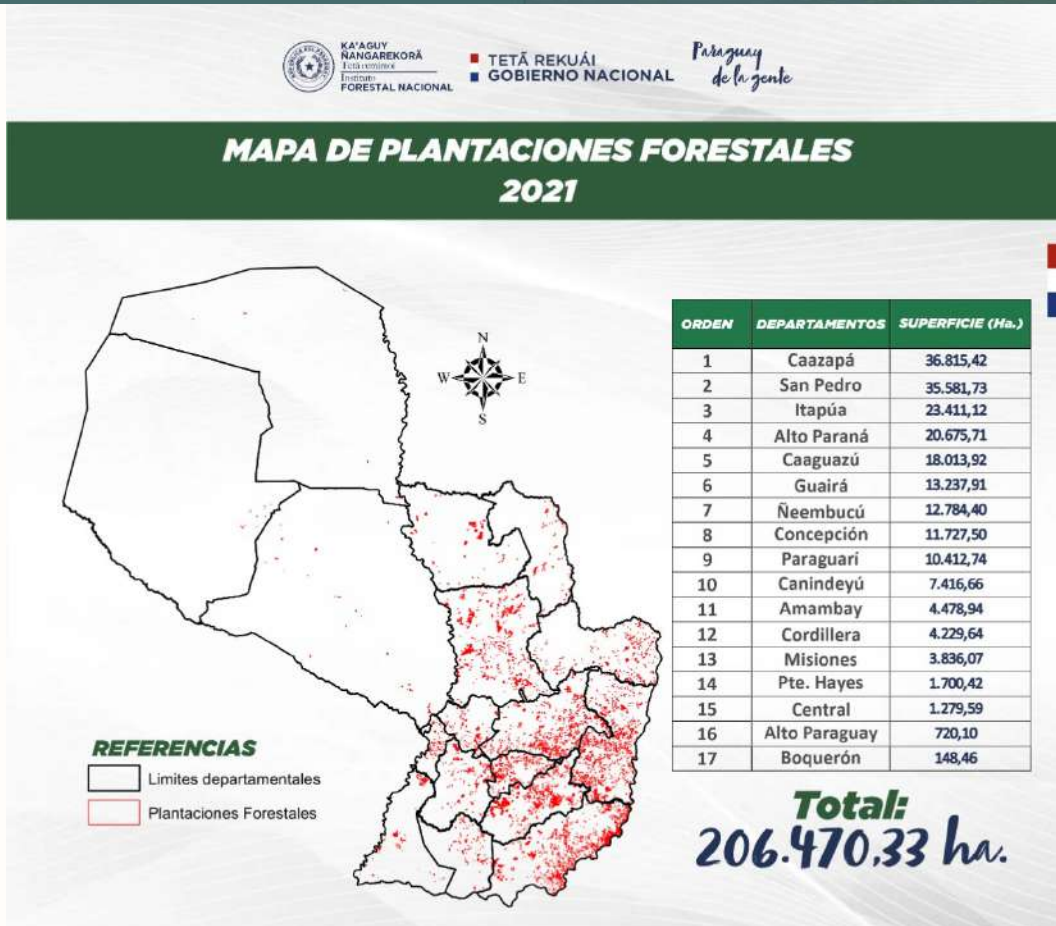 KA'AGUY
ÑANGAREKORÃ
Instituto
FORESTAL NACIONAL
TETÃ REKUÁI
GOBIERNO NACIONAL
Paraguay
de la gente
MAPA DE PLANTACIONES FORESTALES
2021
N
W E
S
ORDEN DEPARTAMENTOS SUPERFICIE (Ha.)
1 Caazapá 36.815,42
2 San Pedro 35.581,73
3 Itapúa 23.411,12
4 Alto Paraná 20.675,71
5 Caaguazú 18.013,92
6 Guairá 13.237,91
7 Ñeembucú 12.784,40
8 Concepción 11.727,50
9 Paraguarí 10.412,74
10 Canindeyú 7.416,66
11 Amambay 4.478,94
12 Cordillera 4.229,64
13 Misiones 3.836,07
14 Pte. Hayes 1.700,42
15 Central 1.279,59
16 Alto Paraguay 720,10
17 Boquerón 148,46
REFERENCIAS
Limites departamentales
Plantaciones Forestales
Total:
206.470,33 ha.